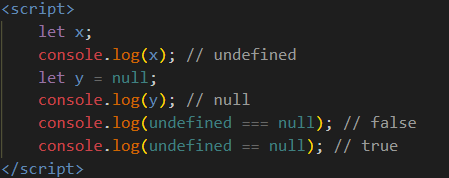 <script>
    let x;
    console.log(x); // undefined
    let y = null;
    console.log(y); // null
    console.log(undefined === null); // false
    console.log(undefined == null); // true
</script>